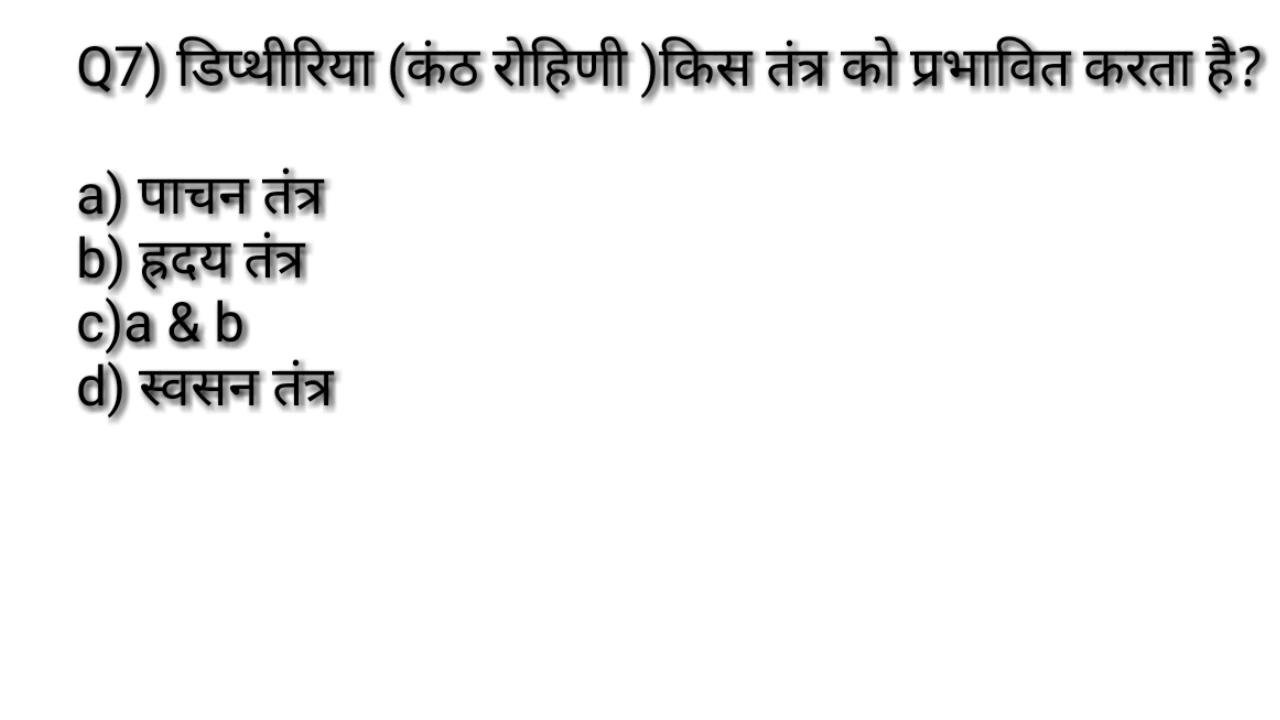 Q7) डिप्थीरिया (कंठ रोहिणी )किस तंत्र को प्रभावित करता है?
a) पाचन तंत्र
b) ह्रदय तंत्र
c)a & b
d) स्वसन तंत्र